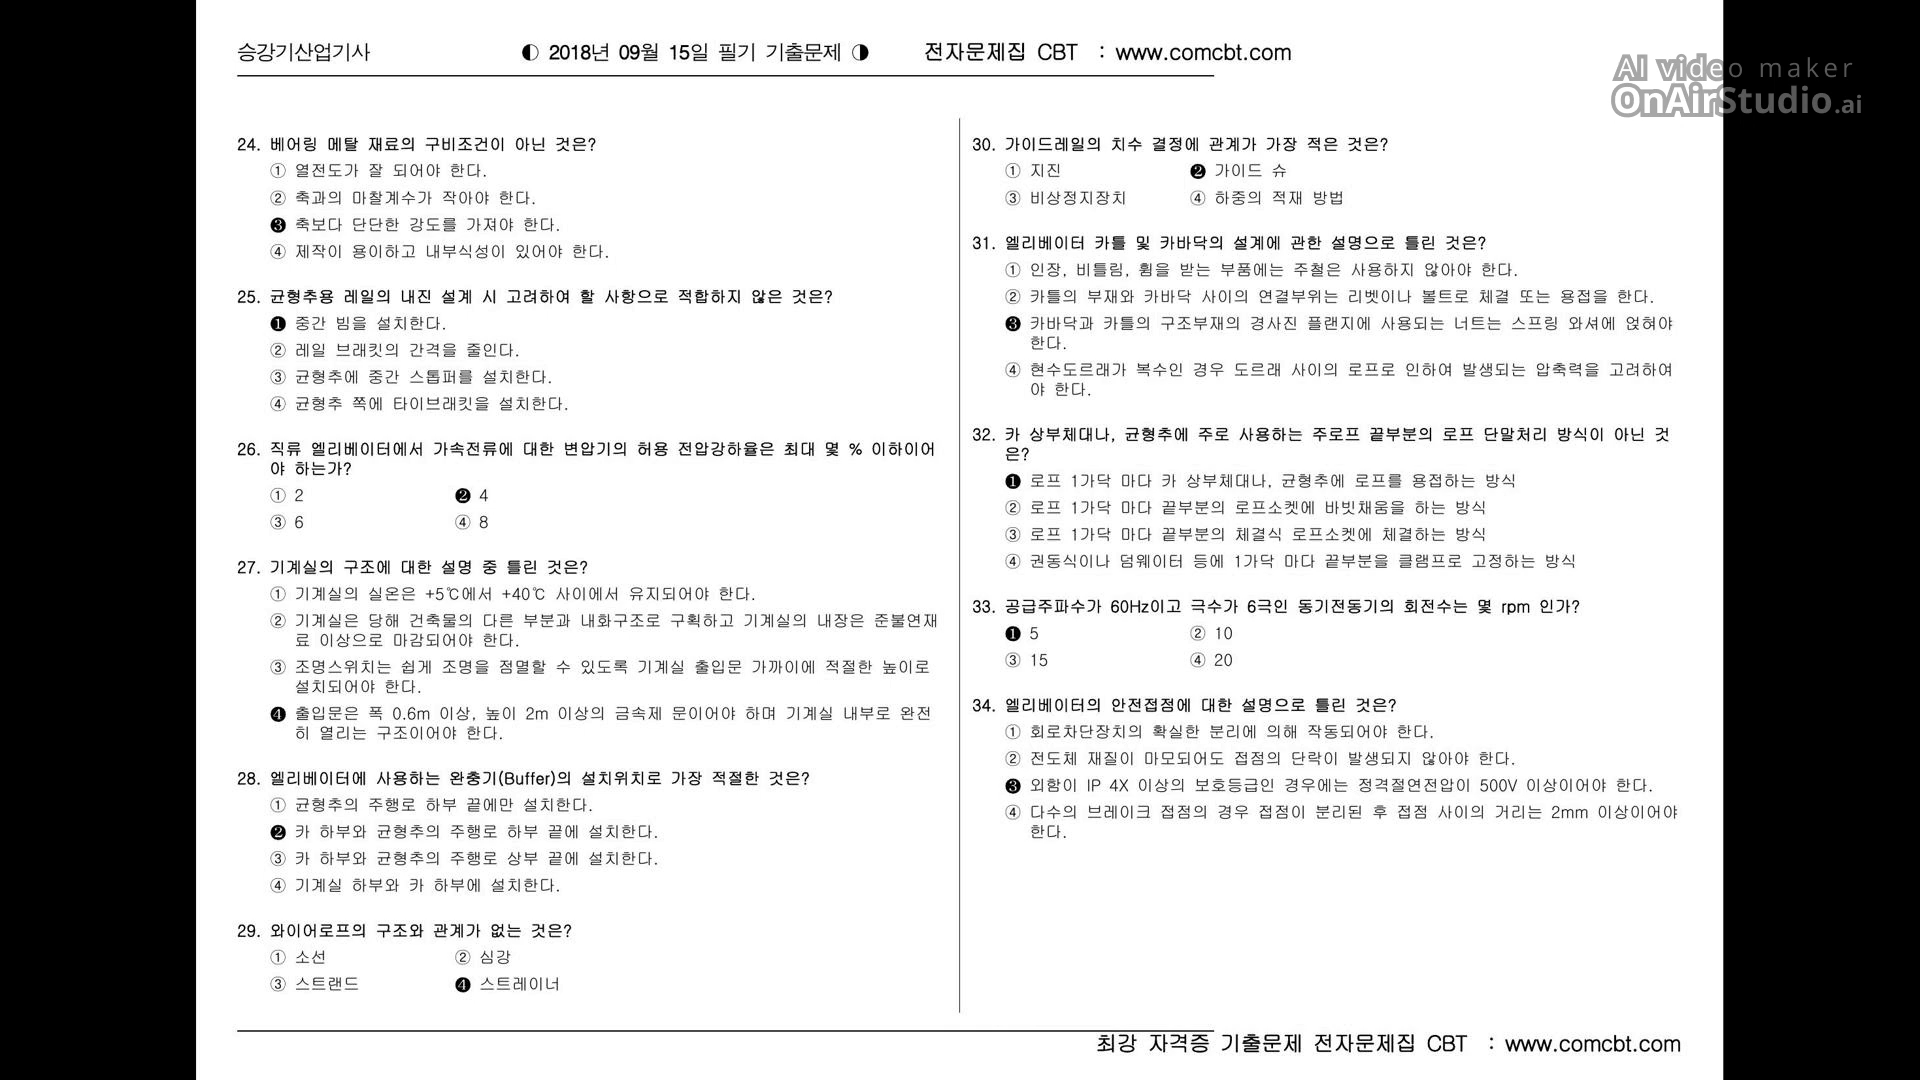 승강기산업기사 ◐ 2018년 09월 15일 필기 기출문제 ◑ 전자문제집 CBT : www.comcbt.com
AI video maker
OnAirStudio.ai
24. 베어링 메탈 재료의 구비조건이 아닌 것은?
① 열전도가 잘 되어야 한다.
② 축과의 마찰계수가 작아야 한다.
❸ 축보다 단단한 강도를 가져야 한다.
④ 제작이 용이하고 내부식성이 있어야 한다.
25. 균형추용 레일의 내진 설계 시 고려하여 할 사항으로 적합하지 않은 것은?
❶ 중간 빔을 설치한다.
② 레일 브래킷의 간격을 줄인다.
③ 균형추에 중간 스톱퍼를 설치한다.
④ 균형추 쪽에 타이브래킷을 설치한다.
26. 직류 엘리베이터에서 가속전류에 대한 변압기의 허용 전압강하율은 최대 몇 % 이하이어
야 하는가?
① 2 ❷ 4
③ 6 ④ 8
27. 기계실의 구조에 대한 설명 중 틀린 것은?
① 기계실의 실온은 +5℃에서 +40℃ 사이에서 유지되어야 한다.
② 기계실은 당해 건축물의 다른 부분과 내화구조로 구획하고 기계실의 내장은 준불연재
료 이상으로 마감되어야 한다.
③ 조명스위치는 쉽게 조명을 점멸할 수 있도록 기계실 출입문 가까이에 적절한 높이로
설치되어야 한다.
❹ 출입문은 폭 0.6m 이상, 높이 2m 이상의 금속제 문이어야 하며 기계실 내부로 완전
히 열리는 구조이어야 한다.
28. 엘리베이터에 사용하는 완충기(Buffer)의 설치위치로 가장 적절한 것은?
① 균형추의 주행로 하부 끝에만 설치한다.
❷ 카 하부와 균형추의 주행로 하부 끝에 설치한다.
③ 카 하부와 균형추의 주행로 상부 끝에 설치한다.
④ 기계실 하부와 카 하부에 설치한다.
29. 와이어로프의 구조와 관계가 없는 것은?
① 소선 ② 심강
③ 스트랜드 ❹ 스트레이너
30. 가이드레일의 치수 결정에 관계가 가장 적은 것은?
① 지진 ❷ 가이드 슈
③ 비상정지장치 ④ 하중의 적재 방법
31. 엘리베이터 카틀 및 카바닥의 설계에 관한 설명으로 틀린 것은?
① 인장, 비틀림, 휨을 받는 부품에는 주철은 사용하지 않아야 한다.
② 카틀의 부재와 카바닥 사이의 연결부위는 리벳이나 볼트로 체결 또는 용접을 한다.
❸ 카바닥과 카틀의 구조부재의 경사진 플랜지에 사용되는 너트는 스프링 와셔에 얹혀야
한다.
④ 현수도르래가 복수인 경우 도르래 사이의 로프로 인하여 발생되는 압축력을 고려하여
야 한다.
32. 카 상부체대나, 균형추에 주로 사용하는 주로프 끝부분의 로프 단말처리 방식이 아닌 것
은?
❶ 로프 1가닥 마다 카 상부체대나, 균형추에 로프를 용접하는 방식
② 로프 1가닥 마다 끝부분의 로프소켓에 바빗채움을 하는 방식
③ 로프 1가닥 마다 끝부분의 체결식 로프소켓에 체결하는 방식
④ 권동식이나 덤웨이터 등에 1가닥 마다 끝부분을 클램프로 고정하는 방식
33. 공급주파수가 60Hz이고 극수가 6극인 동기전동기의 회전수는 몇 rpm 인가?
❶ 5 ② 10
③ 15 ④ 20
34. 엘리베이터의 안전접점에 대한 설명으로 틀린 것은?
① 회로차단장치의 확실한 분리에 의해 작동되어야 한다.
② 전도체 재질이 마모되어도 접점의 단락이 발생되지 않아야 한다.
❸ 외함이 IP 4X 이상의 보호등급인 경우에는 정격절연전압이 500V 이상이어야 한다.
④ 다수의 브레이크 접점의 경우 접점이 분리된 후 접점 사이의 거리는 2mm 이상이어야
한다.
최강 자격증 기출문제 전자문제집 CBT : www.comcbt.com